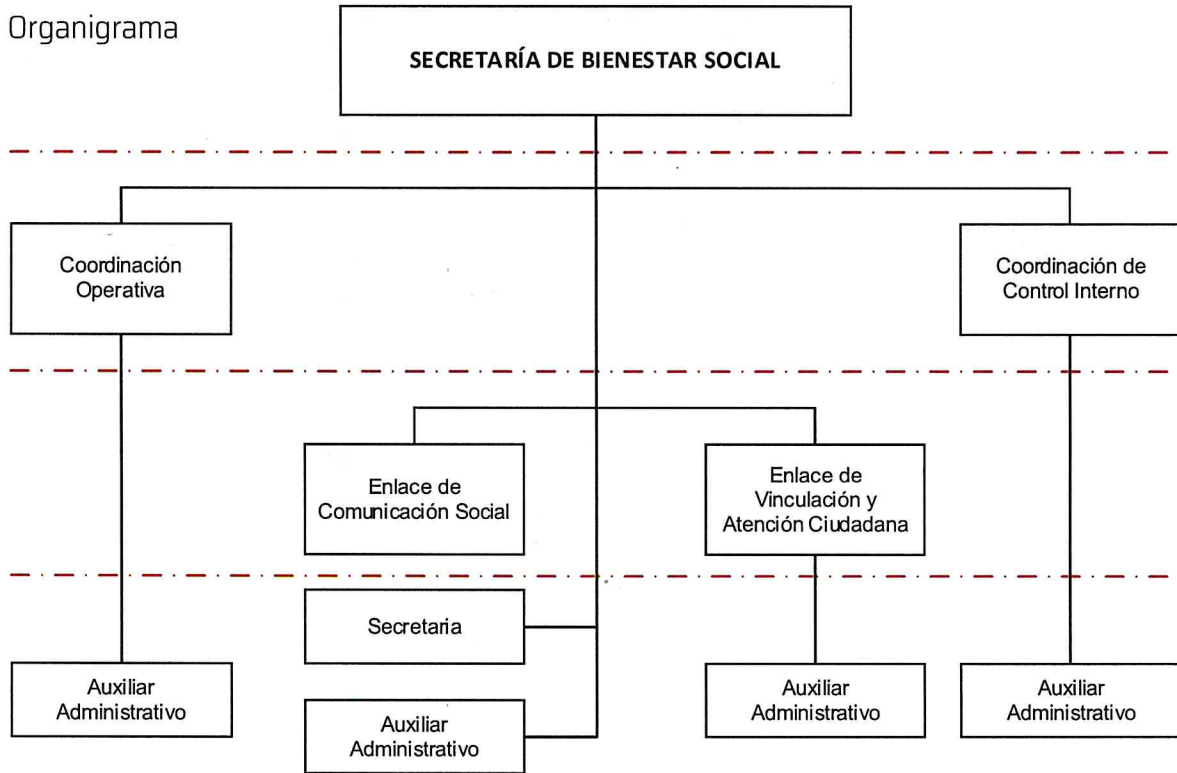 Organigrama
SECRETARÍA DE BIENESTAR SOCIAL
Coordinación
Operativa
Coordinación de
Control Interno
Enlace de
Comunicación Social
Enlace de
Vinculación y
Atención Ciudadana
Secretaria
Auxiliar
Administrativo
Auxiliar
Administrativo
Auxiliar
Administrativo
Auxiliar
Administrativo